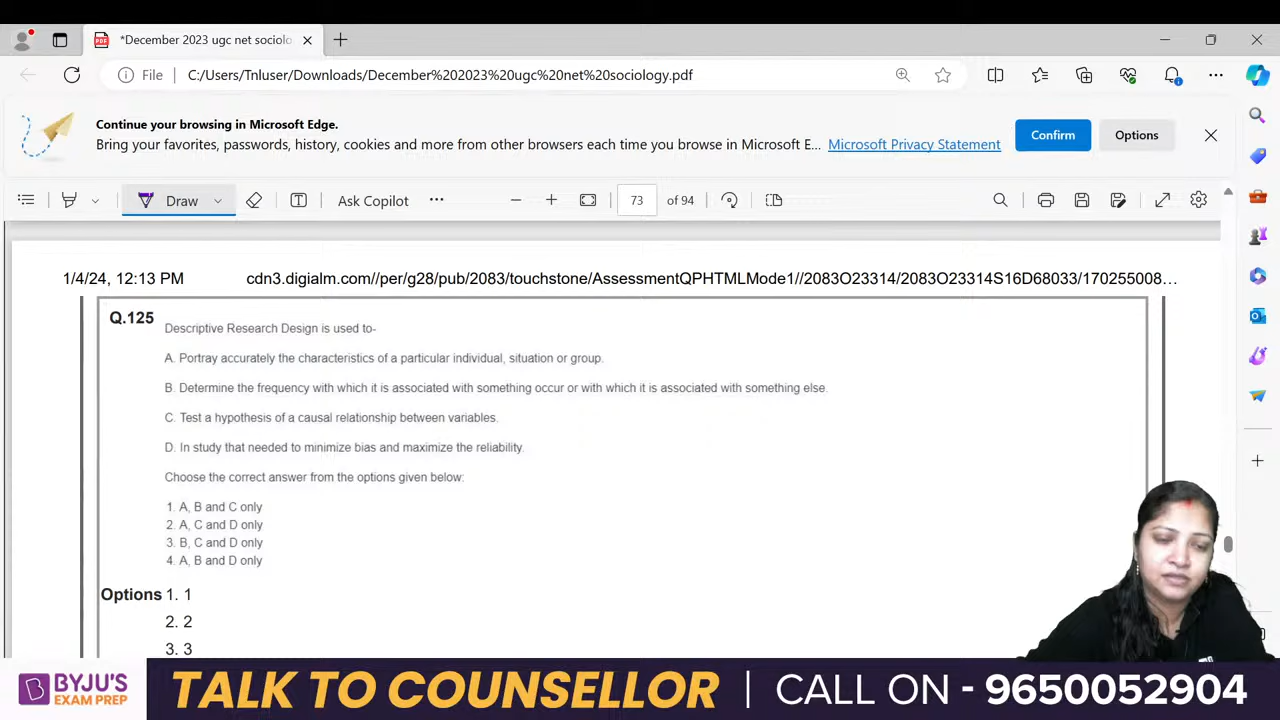 *December 2023 ugc net sociolo
File
C:/Users/Tnluser/Downloads/December%202023%20ugc%20net%20sociology.pdf
Continue your browsing in Microsoft Edge.
Bring your favorites, passwords, history, cookies and more from other browsers each time you browse in Microsoft E...
Microsoft Privacy Statement
Confirm
Options
Draw
Ask Copilot
73
of 94
1/4/24, 12:13 PM
cdn3.digialm.com//per/g28/pub/2083/touchstone/AssessmentQPHTMLMode1//2083O23314/2083O23314S16D68033/170255008…
Q.125
Descriptive Research Design is used to-
A. Portray accurately the characteristics of a particular individual, situation or group.
B. Determine the frequency with which it is associated with something occur or with which it is associated with something else.
C. Test a hypothesis of a causal relationship between variables.
D. In study that needed to minimize bias and maximize the reliability.
Choose the correct answer from the options given below:
1. A, B and C only
2. A, C and D only
3. B, C and D only
4. A, B and D only
Options 1. 1
2. 2
3. 3
BYJU'S
EXAM PREP
TALK TO COUNSELLOR | CALL ON - 9650052904